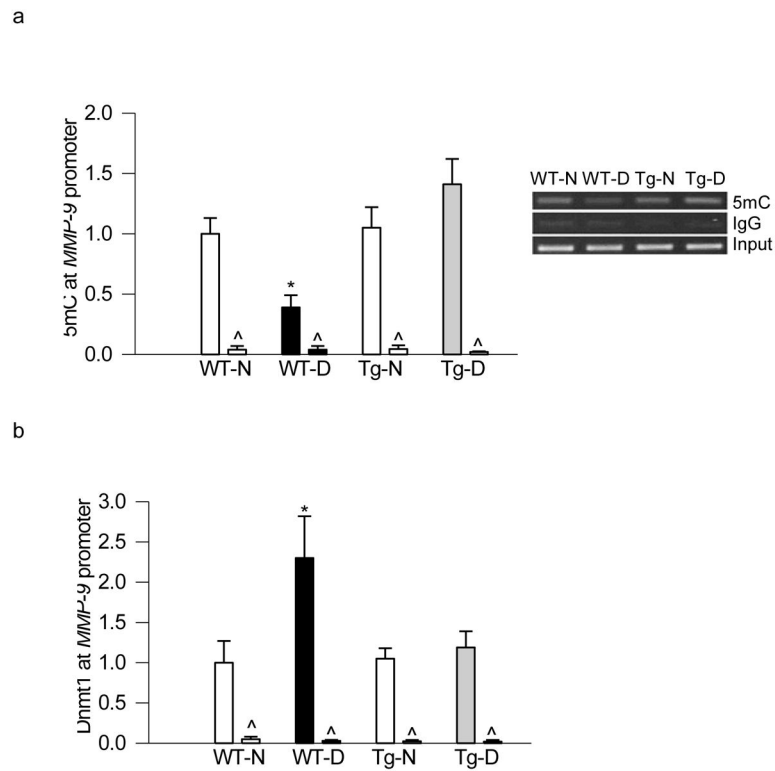 a
5mC at MMP-9 promoter
2.0
1.5
1.0
0.5
0.0
*
^ ^ ^ ^
WT-N WT-D Tg-N Tg-D
WT-N WT-D Tg-N Tg-D
5mC
IgG
Input
b
Dnmt1 at MMP-9 promoter
3.0
2.5
2.0
1.5
1.0
0.5
0.0
*
^ ^ ^ ^
WT-N WT-D Tg-N Tg-D